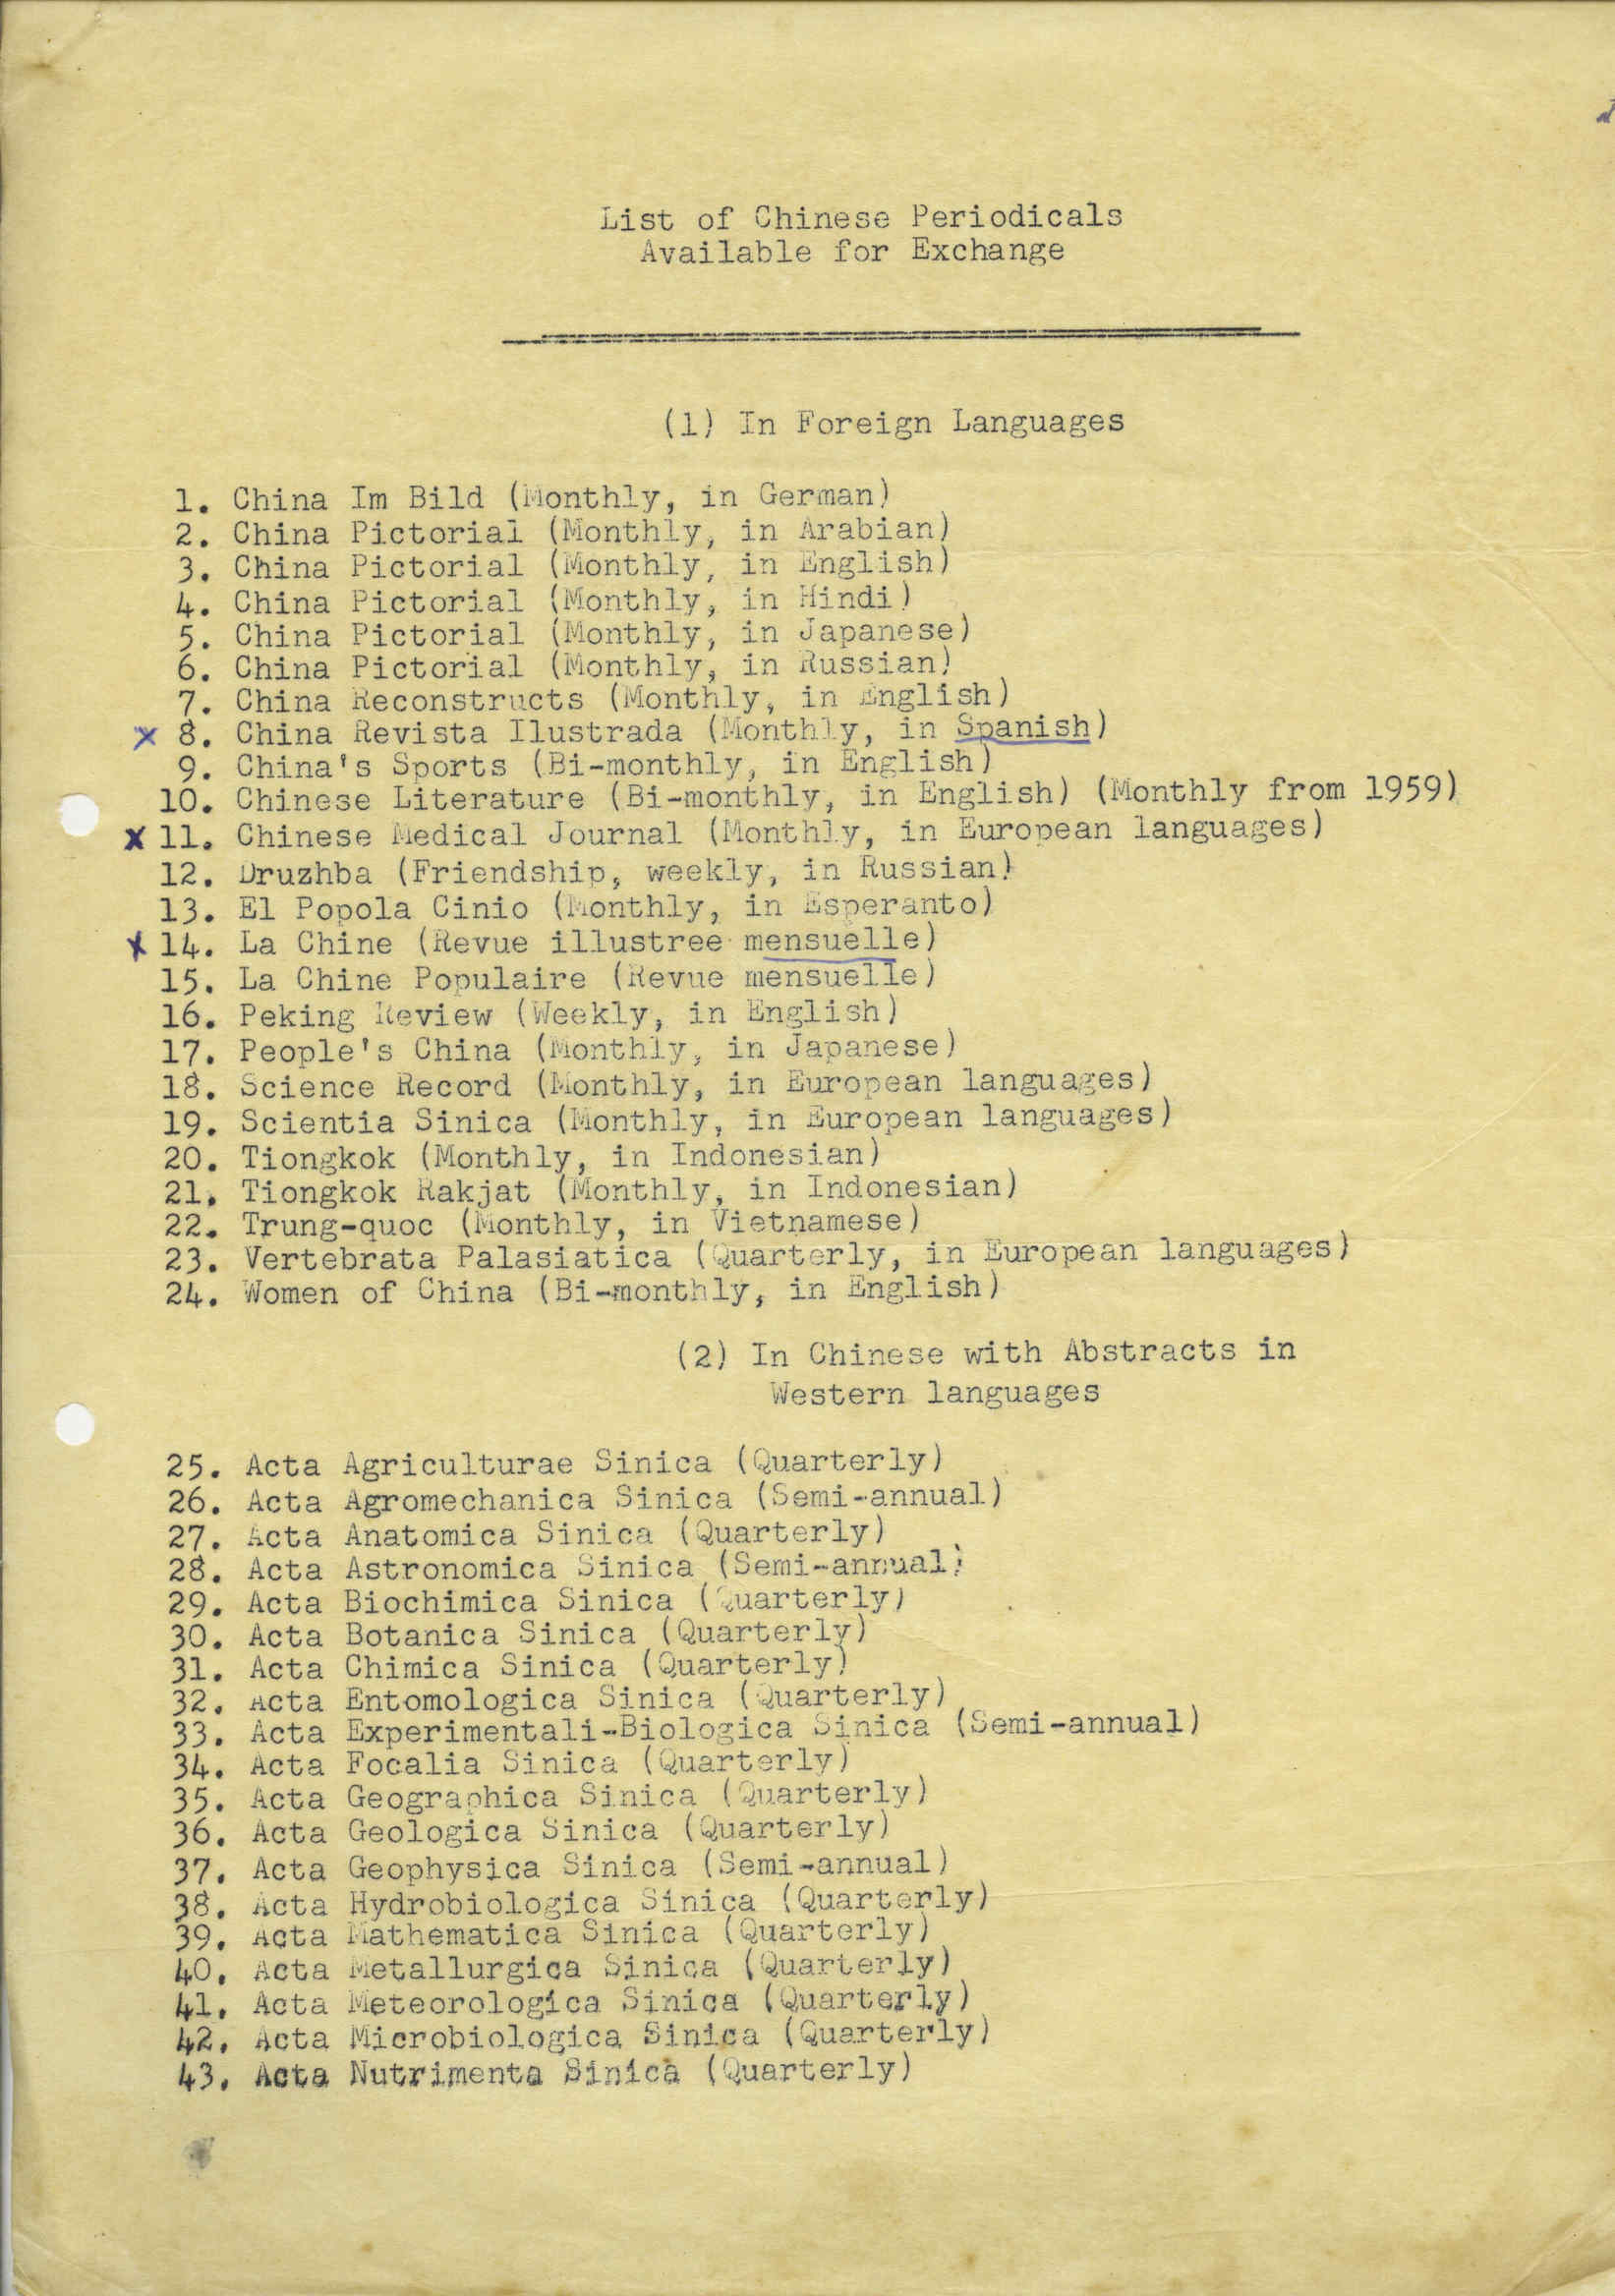 List of Chinese Periodicals
Available for Exchange
(1) In Foreign Languages
1. China Im Bild (Monthly, in German)
2. China Pictorial (Monthly, in Arabian)
3. China Pictorial (Monthly, in English)
4. China Pictorial (Monthly, in Hindi)
5. China Pictorial (Monthly, in Japanese)
6. China Pictorial (Monthly, in Russian)
7. China Reconstructs (Monthly, in English)
x 8. China Revista Ilustrada (Monthly, in Spanish)
9. China's Sports (Bi-monthly, in English)
10. Chinese Literature (Bi-monthly, in English) (Monthly from 1959)
x 11. Chinese Medical Journal (Monthly, in European languages)
12. Druzhba (Friendship, weekly, in Russian)
13. El Popola Cinio (Monthly, in Esperanto)
x 14. La Chine (Revue illustree mensuelle)
15. La Chine Populaire (Revue mensuelle)
16. Peking Review (Weekly, in English)
17. People's China (Monthly, in Japanese)
18. Science Record (Monthly, in European languages)
19. Scientia Sinica (Monthly, in European languages)
20. Tiongkok (Monthly, in Indonesian)
21. Tiongkok Rakjat (Monthly, in Indonesian)
22. Trung-quoc (Monthly, in Vietnamese)
23. Vertebrata Palasiatica (Quarterly, in European languages)
24. Women of China (Bi-monthly, in English)
(2) In Chinese with Abstracts in
Western languages
25. Acta Agriculturae Sinica (Quarterly)
26. Acta Agromechanica Sinica (Semi-annual)
27. Acta Anatomica Sinica (Quarterly)
28. Acta Astronomica Sinica (Semi-annual)
29. Acta Biochimica Sinica (Quarterly)
30. Acta Botanica Sinica (Quarterly)
31. Acta Chimica Sinica (Quarterly)
32. Acta Entomologica Sinica (Quarterly)
33. Acta Experimentali-Biologica Sinica (Semi-annual)
34. Acta Focalia Sinica (Quarterly)
35. Acta Geographica Sinica (Quarterly)
36. Acta Geologica Sinica (Quarterly)
37. Acta Geophysica Sinica (Semi-annual)
38. Acta Hydrobiologica Sinica (Quarterly)
39. Acta Mathematica Sinica (Quarterly)
40. Acta Metallurgica Sinica (Quarterly)
41. Acta Meteorologica Sinica (Quarterly)
42. Acta Microbiologica Sinica (Quarterly)
43. Acta Nutrimenta Sinica (Quarterly)